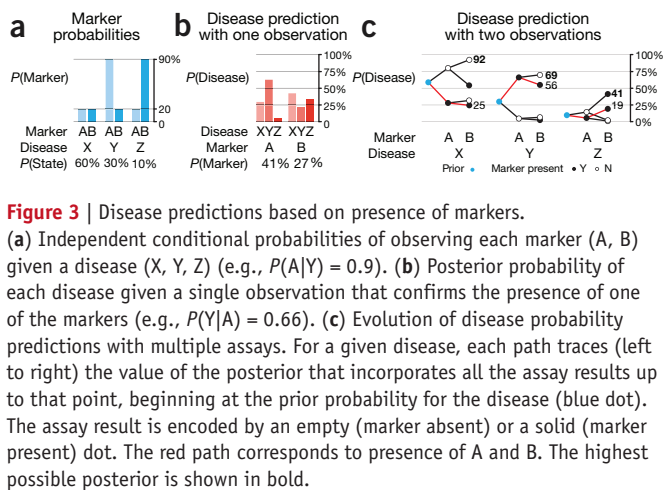 a Marker probabilities
b Disease prediction with one observation
c Disease prediction with two observations
P(Marker)
90%
20
0
Marker AB AB AB
Disease X Y Z
P(State) 60% 30% 10%
P(Disease)
100%
75%
50%
25%
0
Disease XYZ XYZ
Marker A B
P(Marker) 41% 27%
P(Disease)
92
25
69
56
41
19
100%
75%
50%
25%
0
Marker A B A B A B
Disease X Y Z
Prior Marker present Y N
Figure 3 | Disease predictions based on presence of markers.
(a) Independent conditional probabilities of observing each marker (A, B)
given a disease (X, Y, Z) (e.g., P(A|Y) = 0.9). (b) Posterior probability of
each disease given a single observation that confirms the presence of one
of the markers (e.g., P(Y|A) = 0.66). (c) Evolution of disease probability
predictions with multiple assays. For a given disease, each path traces (left
to right) the value of the posterior that incorporates all the assay results up
to that point, beginning at the prior probability for the disease (blue dot).
The assay result is encoded by an empty (marker absent) or a solid (marker
present) dot. The red path corresponds to presence of A and B. The highest
possible posterior is shown in bold.